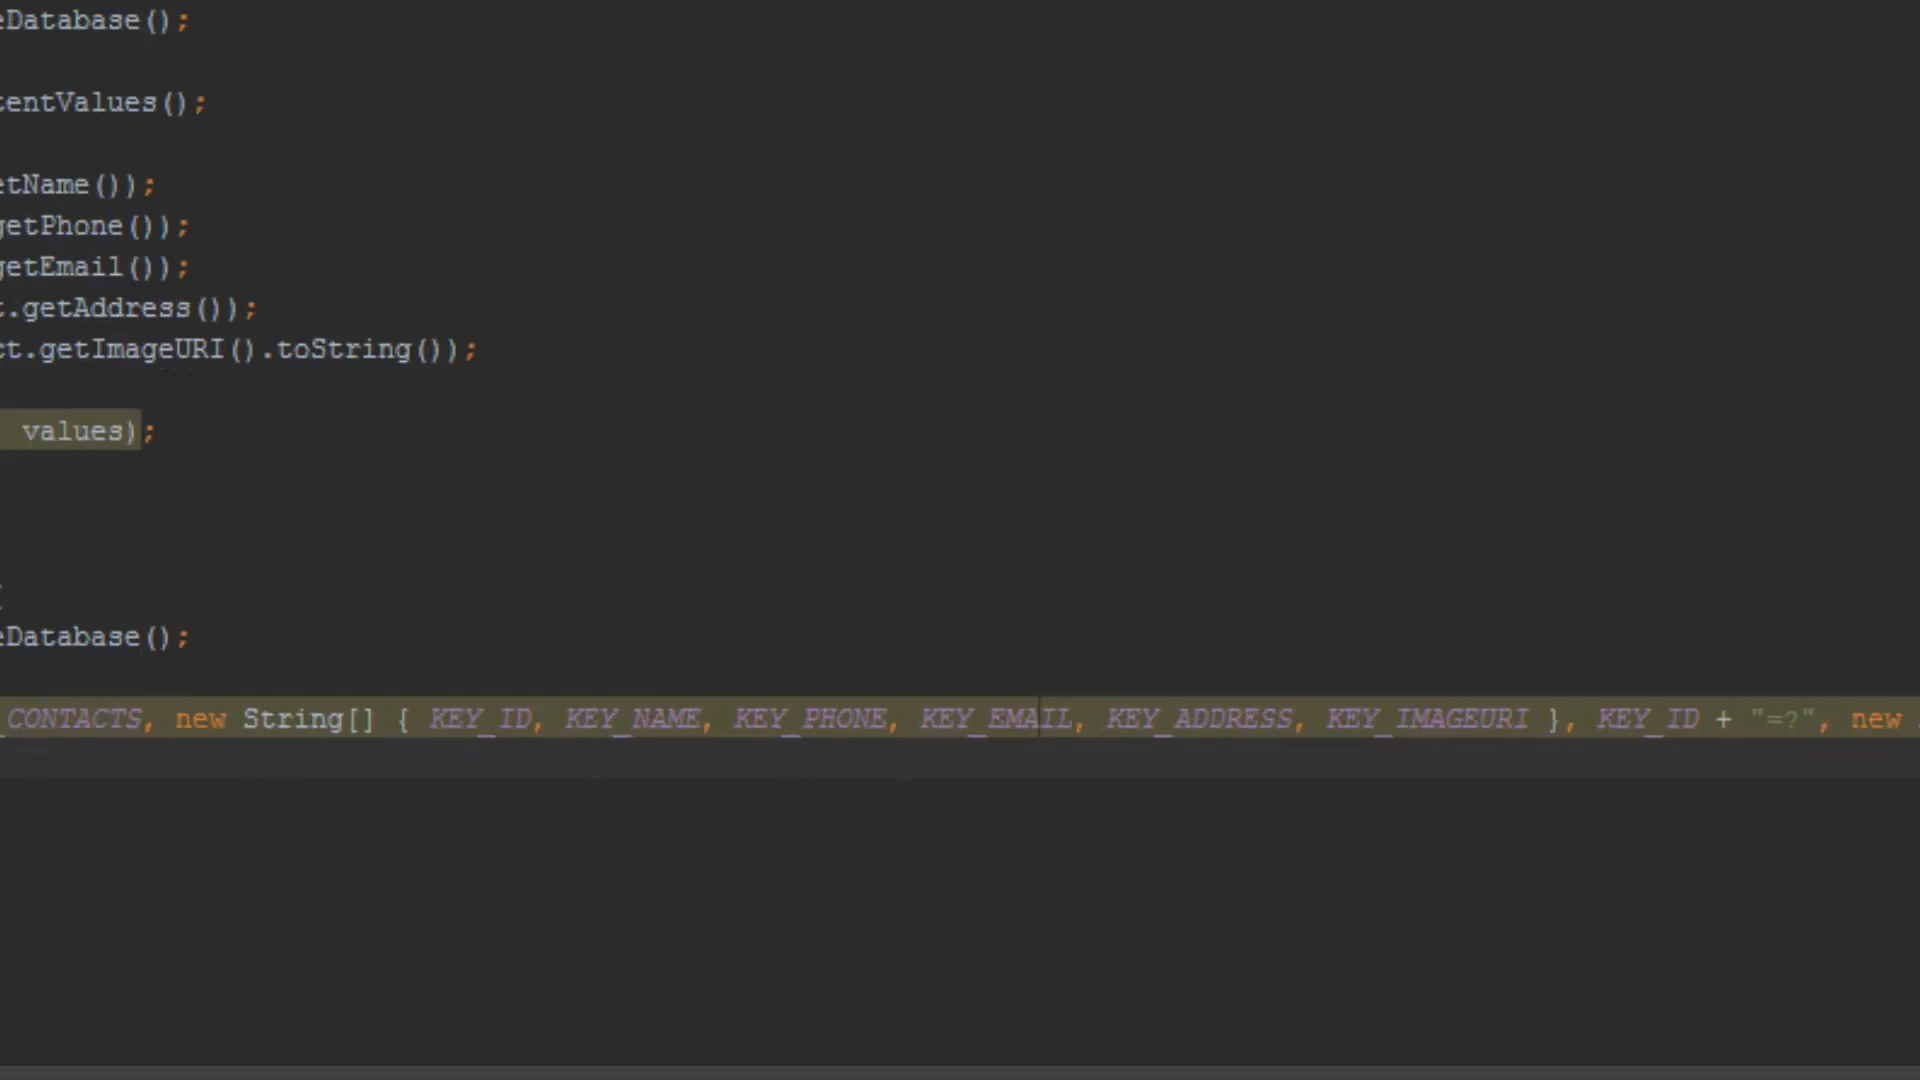 eDatabase();
tentValues();
etName());
getPhone());
getEmail());
t.getAddress());
ct.getImageURI().toString());
values);
{
eDatabase();
_CONTACTS, new String[] { KEY_ID, KEY_NAME, KEY_PHONE, KEY_EMAIL, KEY_ADDRESS, KEY_IMAGEURI }, KEY_ID + "=?", new